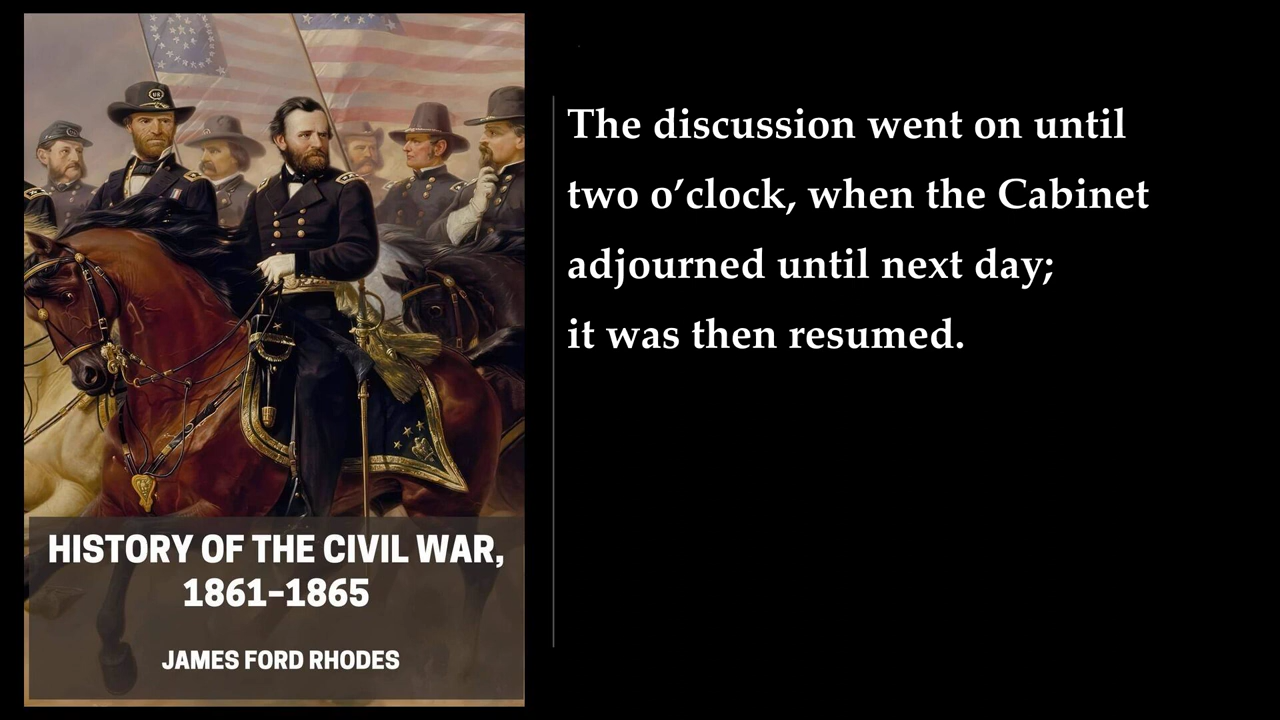 HISTORY OF THE CIVIL WAR,
1861–1865
JAMES FORD RHODES
The discussion went on until
two o’clock, when the Cabinet
adjourned until next day;
it was then resumed.